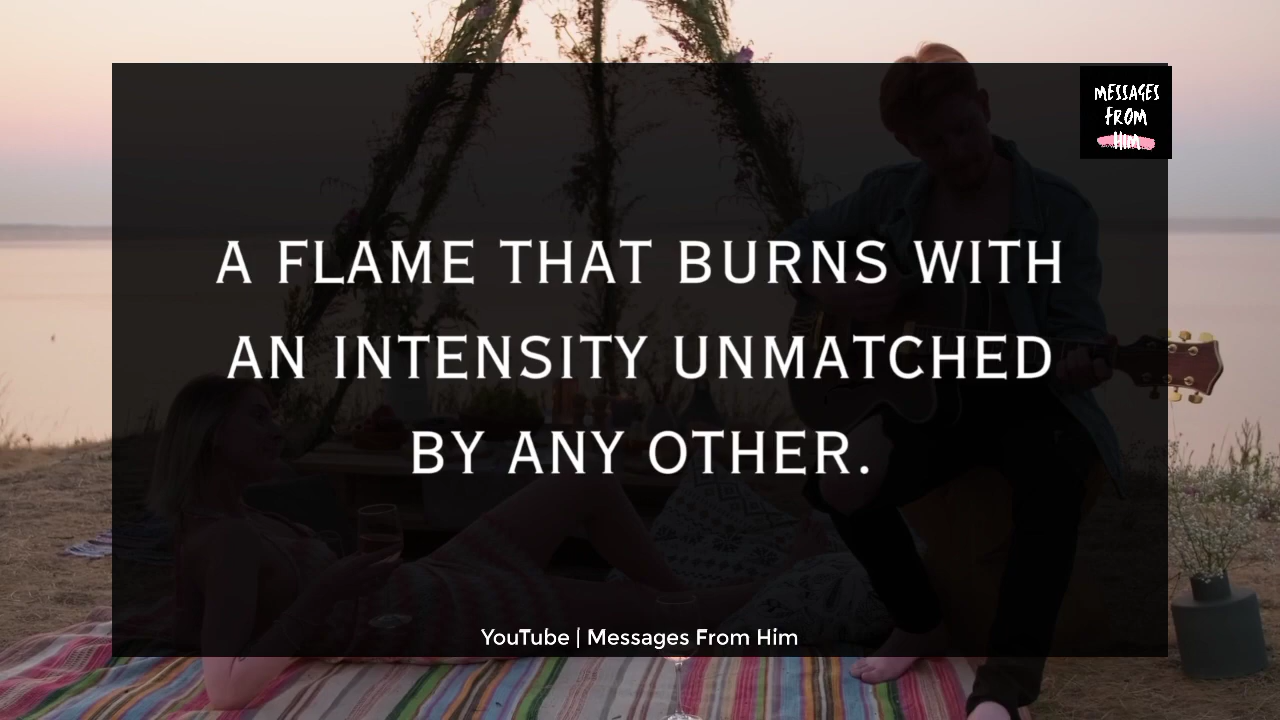 MESSAGES
FROM
HIM
A FLAME THAT BURNS WITH
AN INTENSITY UNMATCHED
BY ANY OTHER.
YouTube | Messages From Him